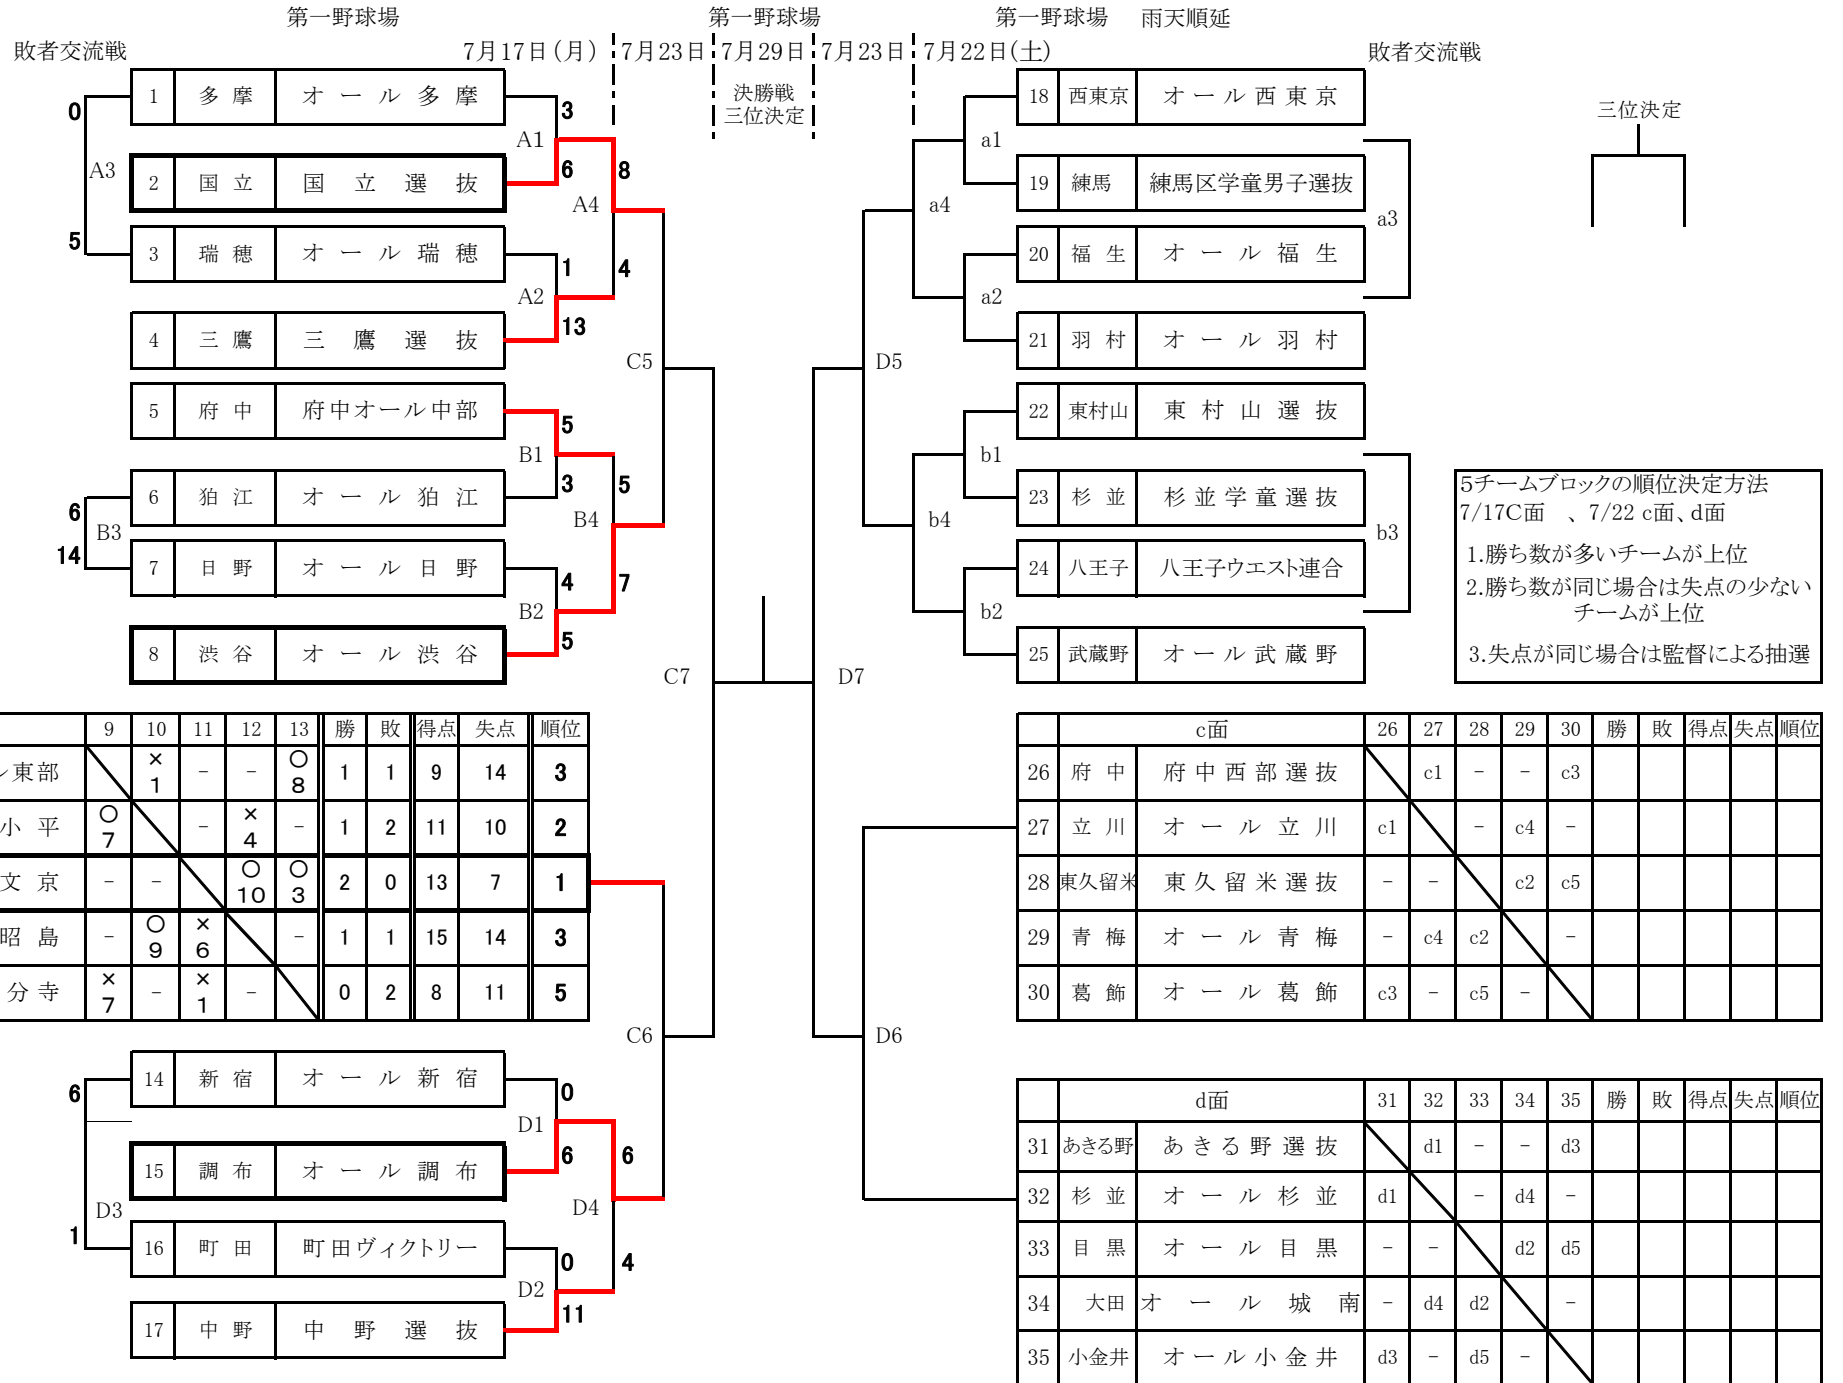 第一野球場 第一野球場 第一野球場 雨天順延
敗者交流戦 7月17日(月) 7月23日 7月29日 7月23日 7月22日(土) 敗者交流戦
決勝戦
三位決定
三位決定
1 多摩 オール多摩
2 国立 国立選抜
3 瑞穂 オール瑞穂
4 三鷹 三鷹選抜
5 府中 府中オール中部
6 狛江 オール狛江
7 日野 オール日野
8 渋谷 オール渋谷
0 A3 5
3 A1 6
1 A2 13
8 A4 4
5 B1 3
6 B3 14
4 B2 5
5 B4 7
C5
C7
18 西東京 オール西東京
19 練馬 練馬区学童男子選抜
20 福生 オール福生
21 羽村 オール羽村
22 東村山 東村山選抜
23 杉並 杉並学童選抜
24 八王子 八王子ウエスト連合
25 武蔵野 オール武蔵野
a1
a2
a3
a4
b1
b2
b3
b4
D5
D7
5チームブロックの順位決定方法
7/17C面 、7/22 c面、d面
1.勝ち数が多いチームが上位
2.勝ち数が同じ場合は失点の少ない
チームが上位
3.失点が同じ場合は監督による抽選
9 10 11 12 13 勝 敗 得点 失点 順位
ル東部 ×1 - - ○8 1 1 9 14 3
小平 ○7 - ×4 - 1 2 11 10 2
文京 - - ○10 ○3 2 0 13 7 1
昭島 - ○9 ×6 - 1 1 15 14 3
分寺 ×7 - ×1 - 0 2 8 11 5
C6
14 新宿 オール新宿
15 調布 オール調布
16 町田 町田ヴィクトリー
17 中野 中野選抜
6 D3 1
0 D1 6
0 D2 11
6 D4 4
c面 26 27 28 29 30 勝 敗 得点 失点 順位
26 府中 府中西部選抜 c1 - - c3
27 立川 オール立川 c1 - c4 -
28 東久留米 東久留米選抜 - - c2 c5
29 青梅 オール青梅 - c4 c2 -
30 葛飾 オール葛飾 c3 - c5 -
D6
d面 31 32 33 34 35 勝 敗 得点 失点 順位
31 あきる野 あきる野選抜 d1 - - d3
32 杉並 オール杉並 d1 - d4 -
33 目黒 オール目黒 - - d2 d5
34 大田 オール城南 - d4 d2 -
35 小金井 オール小金井 d3 - d5 -